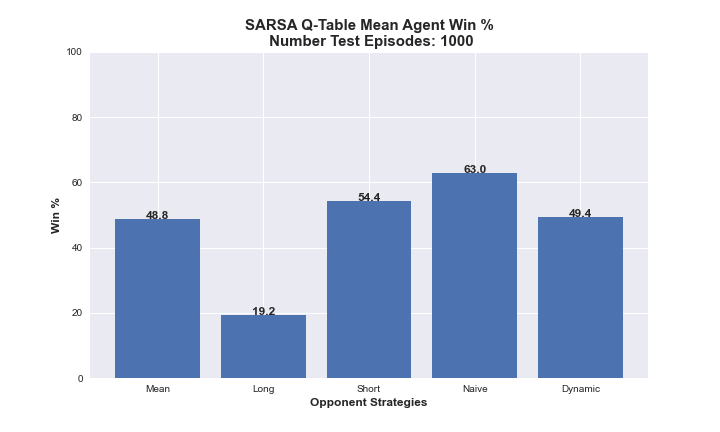 SARSA Q-Table Mean Agent Win %
Number Test Episodes: 1000
100
80
60
40
20
0
Win %
48.8
19.2
54.4
63.0
49.4
Mean
Long
Short
Naive
Dynamic
Opponent Strategies